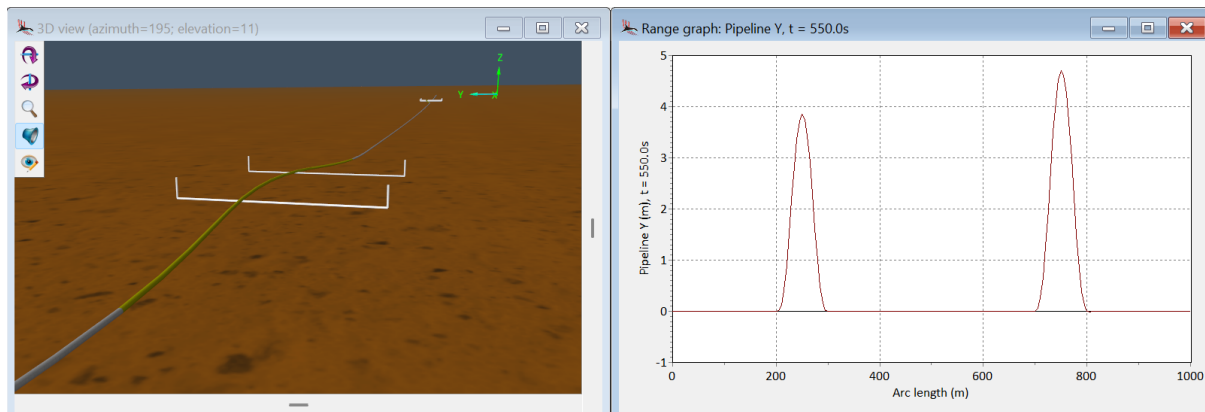 3D view (azimuth=195; elevation=11)
Z
Y
X
Range graph: Pipeline Y, t = 550.0s
Pipeline Y (m), t = 550.0s
5
4
3
2
1
0
-1
0
200
400
600
800
1000
Arc length (m)